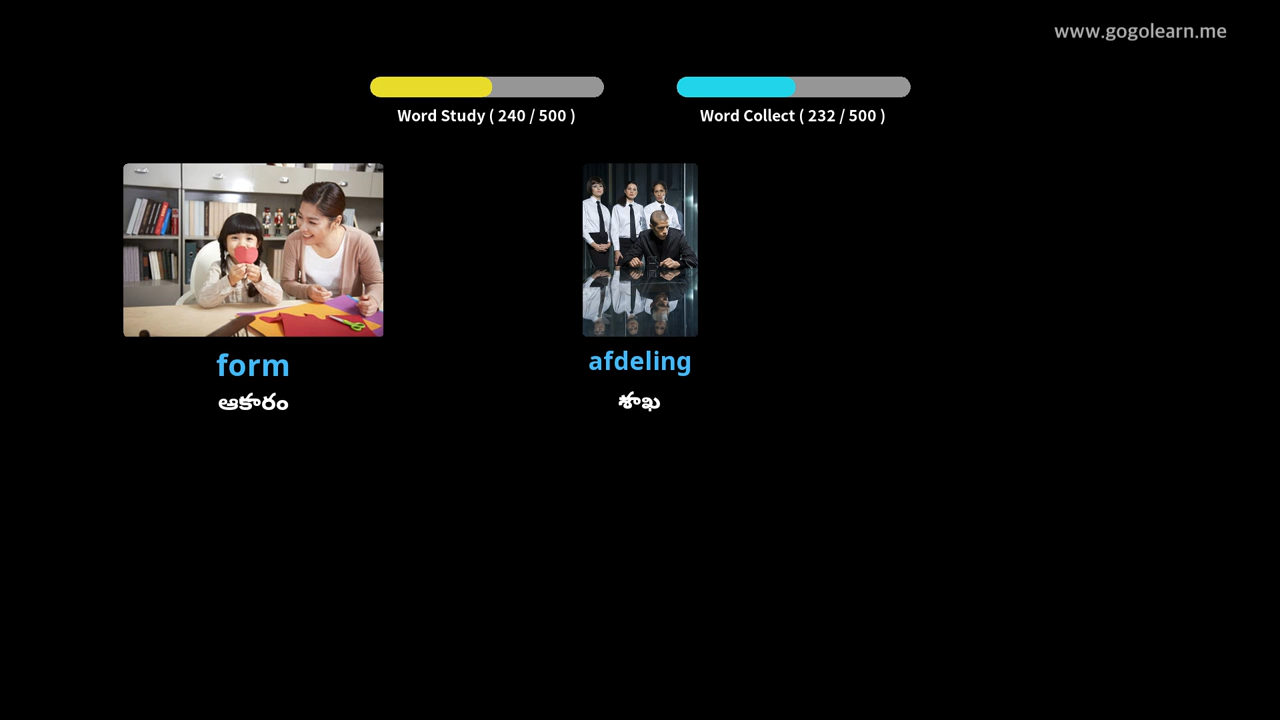 www.gogolearn.me
Word Study ( 240 / 500 )
Word Collect ( 232 / 500 )
form
ఆకారం
afdeling
శాఖ